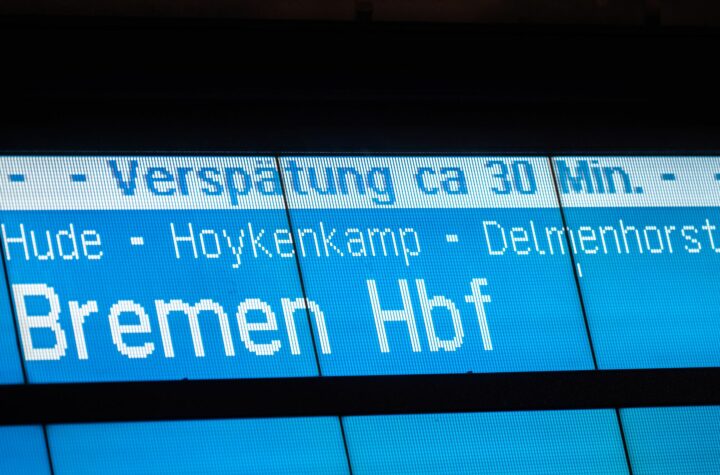 - - Verspätung ca 30 Min. - -
Hude - Hoykenkamp - Delmenhorst
Bremen Hbf